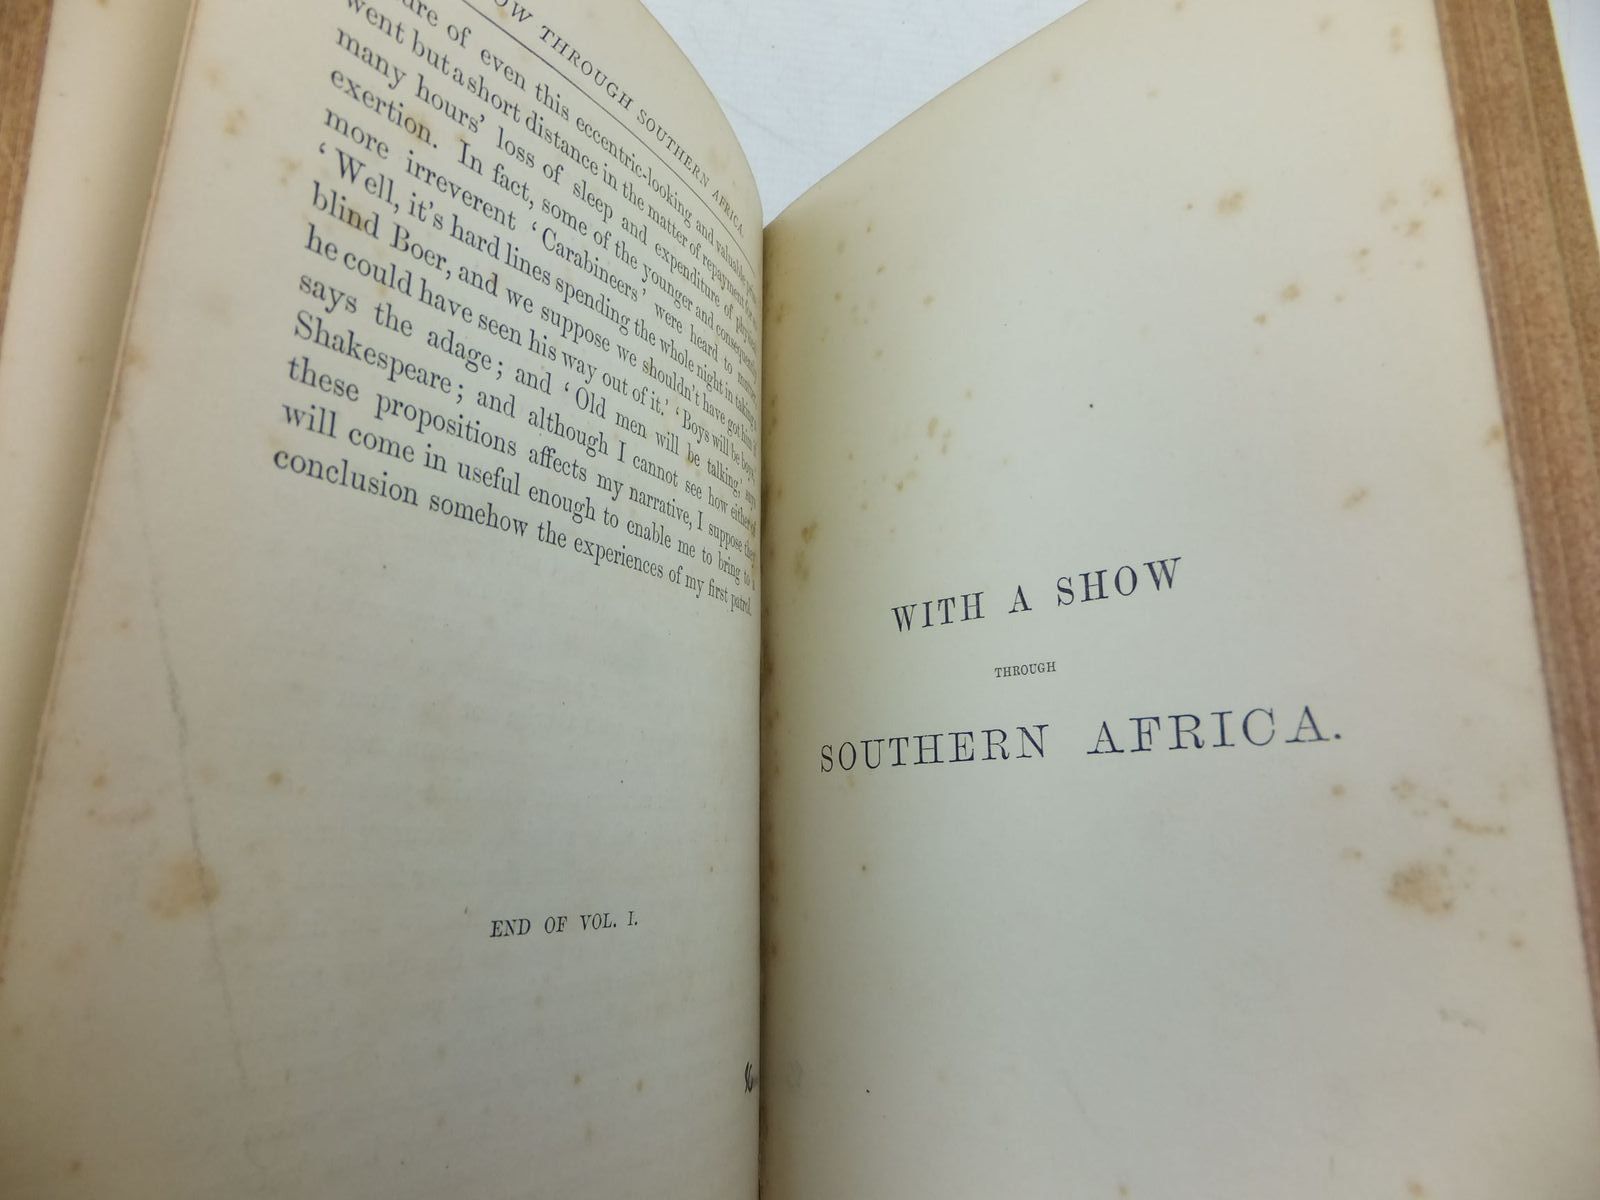 OW THROUGH SOUTHERN AFRICA.
of even this eccentric-looking and valuable
went but a short distance in the matter of repayment for
many hours' loss of sleep and expenditure of physical
exertion. In fact, some of the younger and consequently
more irreverent ‘Carabineers’ were heard to mutter,
‘Well, it's hard lines spending the whole night in taking a
blind Boer, and we suppose we shouldn't have got him if
he could have seen his way out of it.’ ‘Boys will be boys,’
says the adage; and ‘Old men will be talking,’ says
Shakespeare; and although I cannot see how either of
these propositions affects my narrative, I suppose they
will come in useful enough to enable me to bring to a
conclusion somehow the experiences of my first patrol.
END OF VOL. I.
WITH A SHOW
THROUGH
SOUTHERN AFRICA.